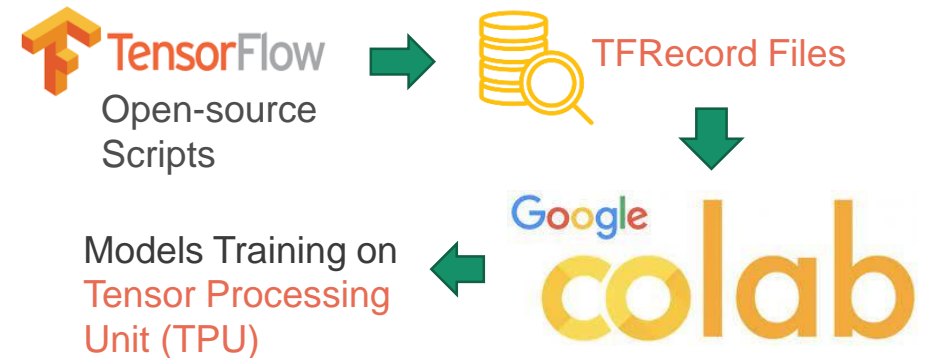 TensorFlow
Open-source
Scripts
TFRecord Files
Google
colab
Models Training on
Tensor Processing
Unit (TPU)